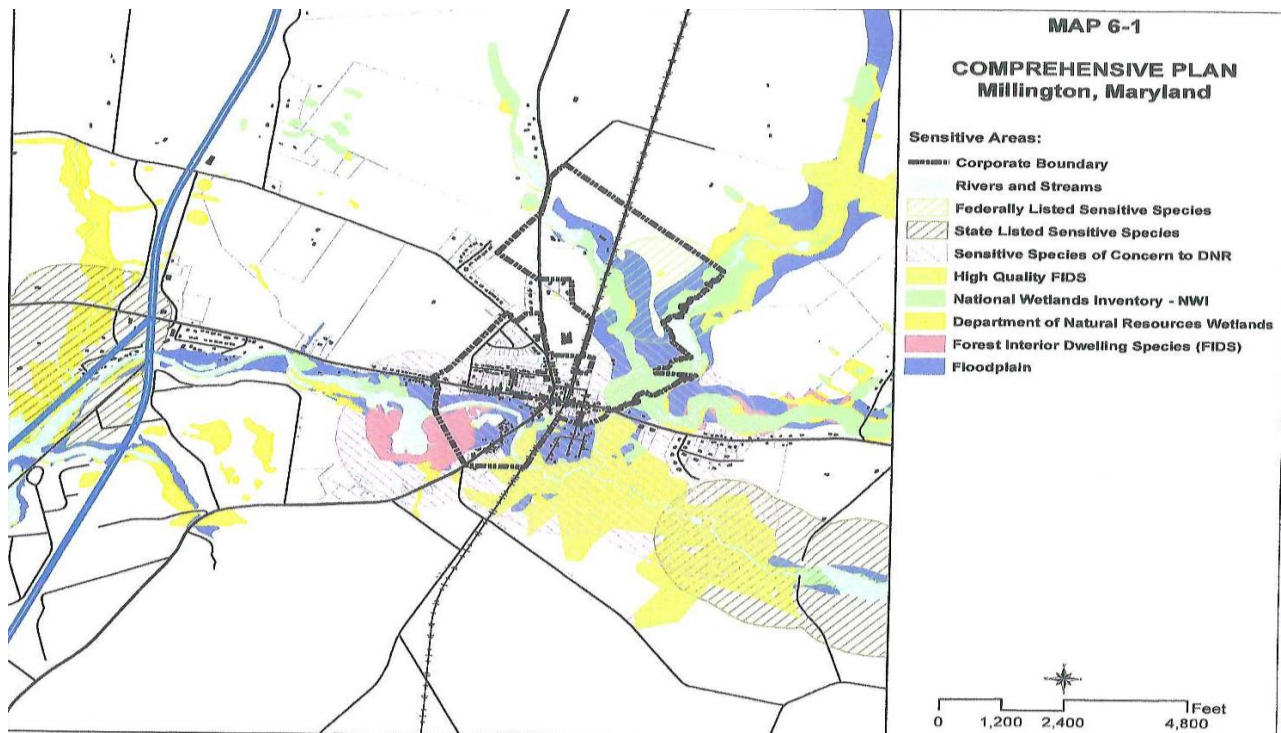 MAP 6-1
COMPREHENSIVE PLAN
Millington, Maryland
Sensitive Areas:
Corporate Boundary
Rivers and Streams
Federally Listed Sensitive Species
State Listed Sensitive Species
Sensitive Species of Concern to DNR
High Quality FIDS
National Wetlands Inventory - NWI
Department of Natural Resources Wetlands
Forest Interior Dwelling Species (FIDS)
Floodplain
Feet
0 1,200 2,400 4,800